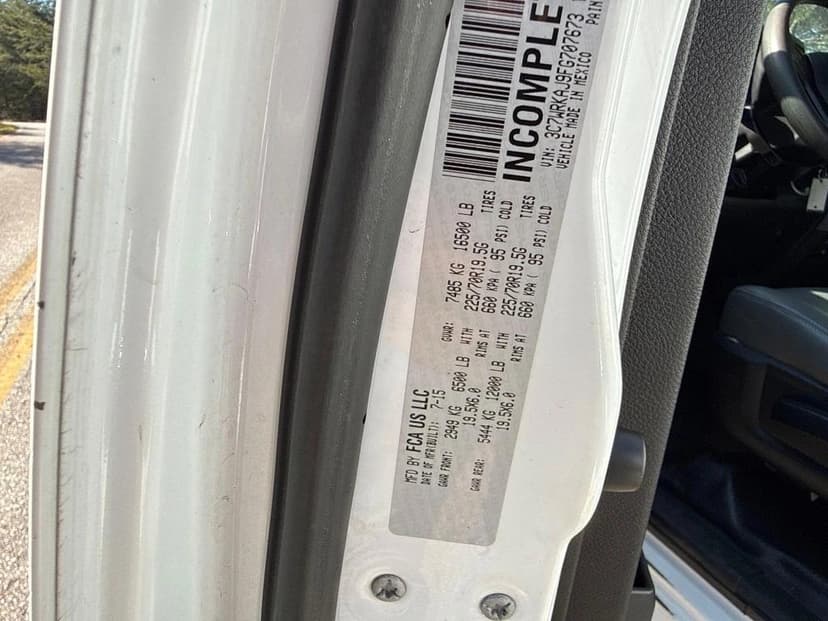 MFD BY FCA US LLC
DATE OF MFR(BUILT): 7-15 GVWR: 7485 KG 16500 LB
GAWR FRONT: 2949 KG 6500 LB WITH 225/70R19.5G TIRES
19.5X6.0 RIMS AT 660 KPA ( 95 PSI) COLD
GAWR REAR: 5444 KG 12000 LB WITH 225/70R19.5G TIRES
19.5X6.0 RIMS AT 660 KPA ( 95 PSI) COLD
INCOMPLE
VIN: 3C7WRKAJ9FG707673
VEHICLE MADE IN MEXICO
PAIN